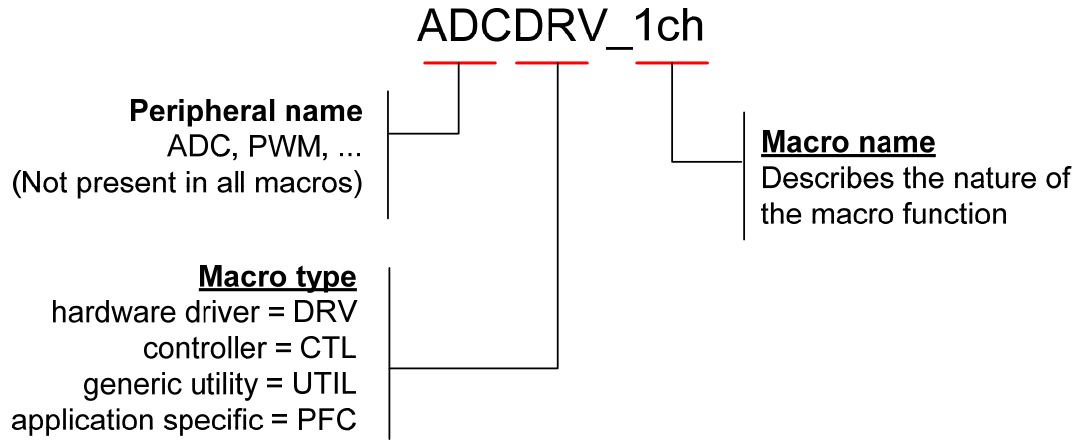 ADCDRV_1ch
Peripheral name
ADC, PWM, ...
(Not present in all macros)
Macro name
Describes the nature of
the macro function
Macro type
hardware driver = DRV
controller = CTL
generic utility = UTIL
application specific = PFC